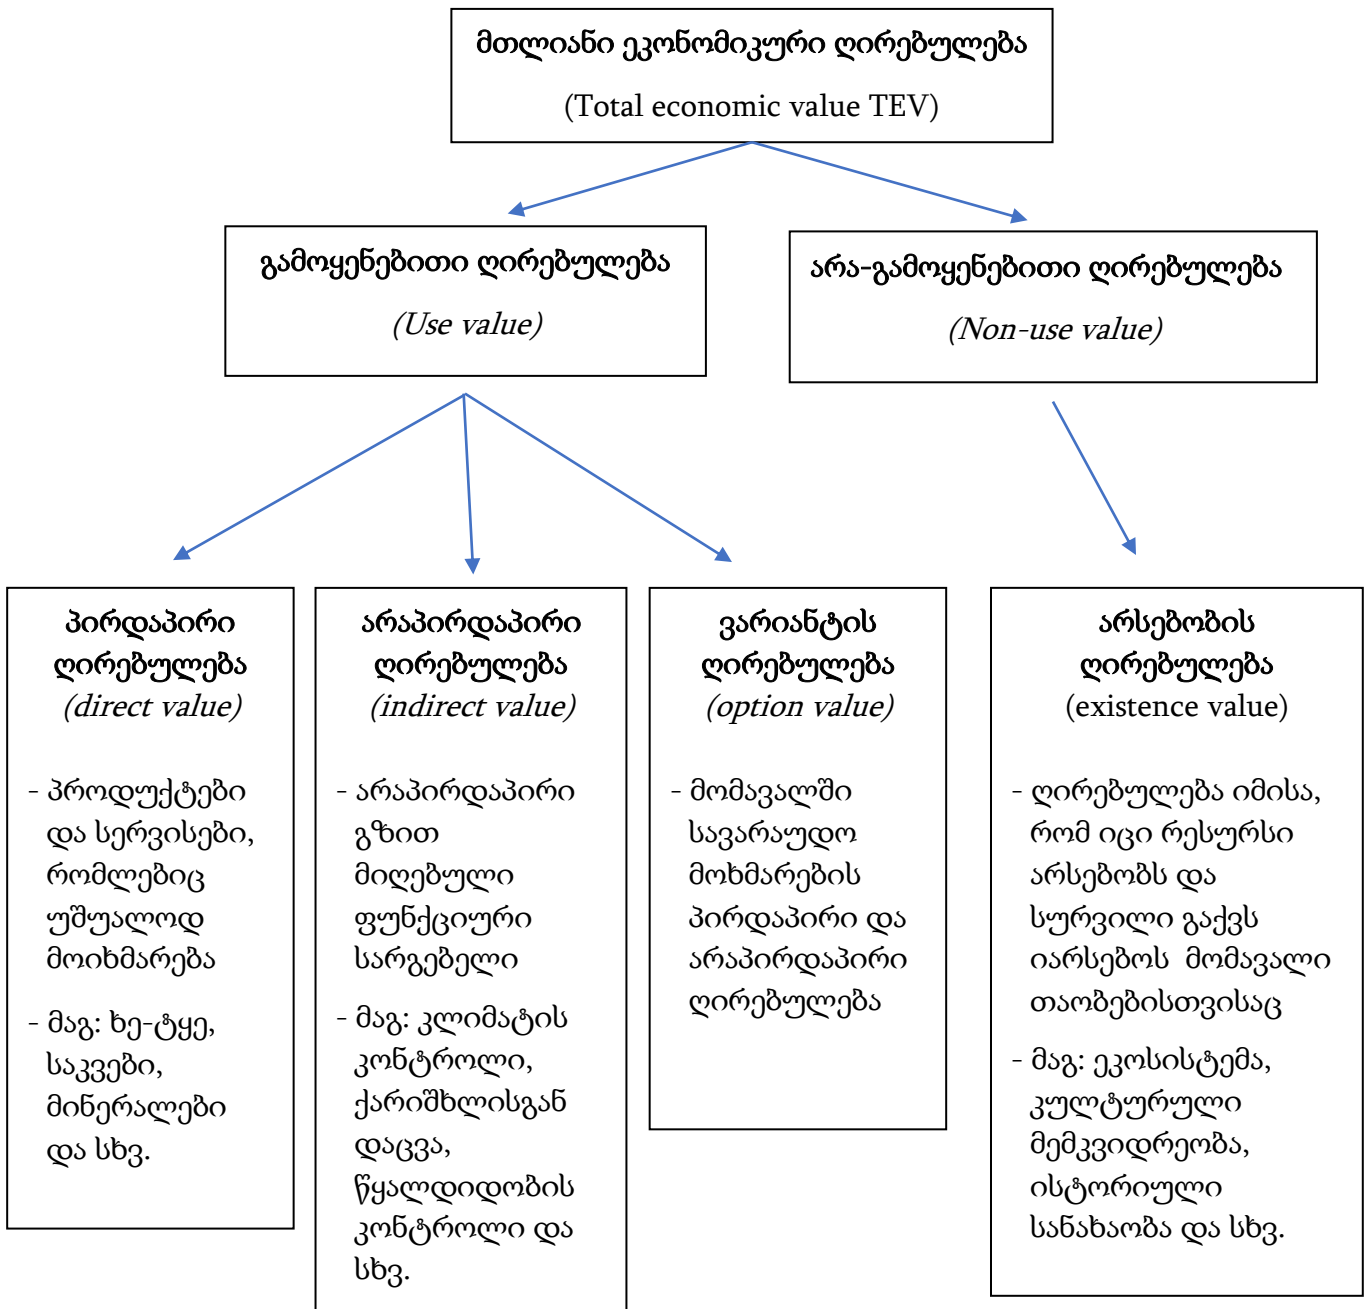 მთლიანი ეკონომიკური ღირებულება
(Total economic value TEV)
გამოყენებითი ღირებულება
(Use value)
არა-გამოყენებითი ღირებულება
(Non-use value)
პირდაპირი
ღირებულება
(direct value)
- პროდუქტები
და სერვისები,
რომლებიც
უშუალოდ
მოიხმარება
- მაგ: ხე-ტყე,
საკვები,
მინერალები
და სხვ.
არაპირდაპირი
ღირებულება
(indirect value)
- არაპირდაპირი
გზით
მიღებული
ფუნქციური
სარგებელი
- მაგ: კლიმატის
კონტროლი,
ქარიშხლისგან
დაცვა,
წყალდიდობის
კონტროლი და
სხვ.
ვარიანტის
ღირებულება
(option value)
- მომავალში
სავარაუდო
მოხმარების
პირდაპირი და
არაპირდაპირი
ღირებულება
არსებობის
ღირებულება
(existence value)
- ღირებულება იმისა,
რომ იცი რესურსი
არსებობს და
სურვილი გაქვს
იარსებოს მომავალი
თაობებისთვისაც
- მაგ: ეკოსისტემა,
კულტურული
მემკვიდრეობა,
ისტორიული
სანახაობა და სხვ.